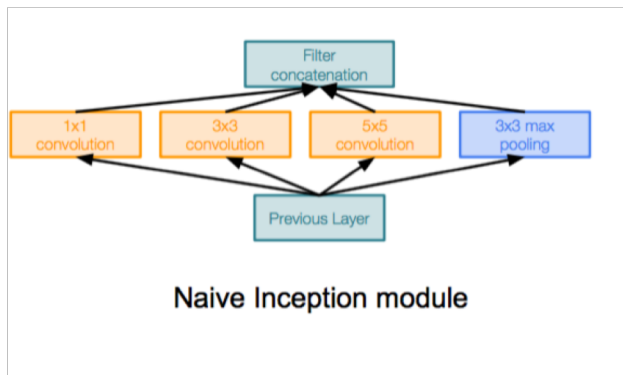 Filter
concatenation
1x1
convolution
3x3
convolution
5x5
convolution
3x3 max
pooling
Previous Layer
Naive Inception module